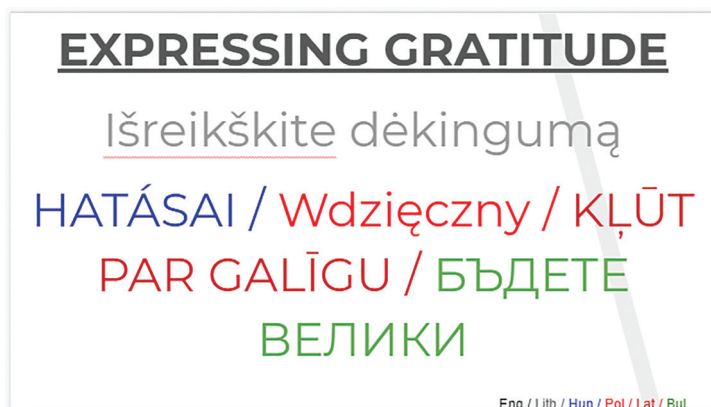 EXPRESSING GRATITUDE
Išreikškite dėkingumą
HATÁSAI / Wdzięczny / KĻŪT
PAR GALĪGU / БЪДЕТЕ
ВЕЛИКИ
Eng / Lith / Hun / Pol / Lat / Bul